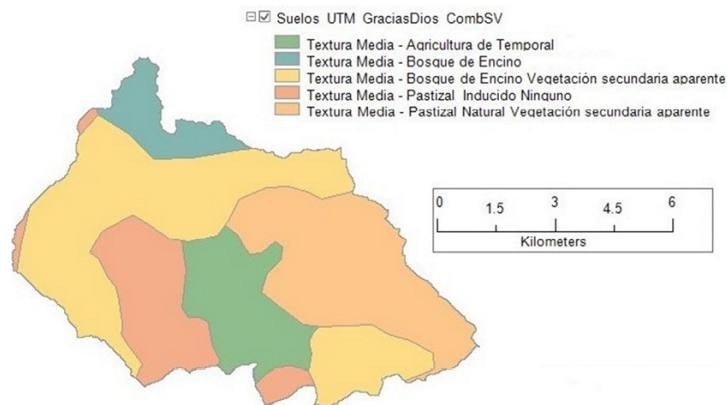 Suelos UTM GraciasDios CombSV
Textura Media - Agricultura de Temporal
Textura Media - Bosque de Encino
Textura Media - Bosque de Encino Vegetación secundaria aparente
Textura Media - Pastizal Inducido Ninguno
Textura Media - Pastizal Natural Vegetación secundaria aparente
0 1.5 3 4.5 6
Kilometers